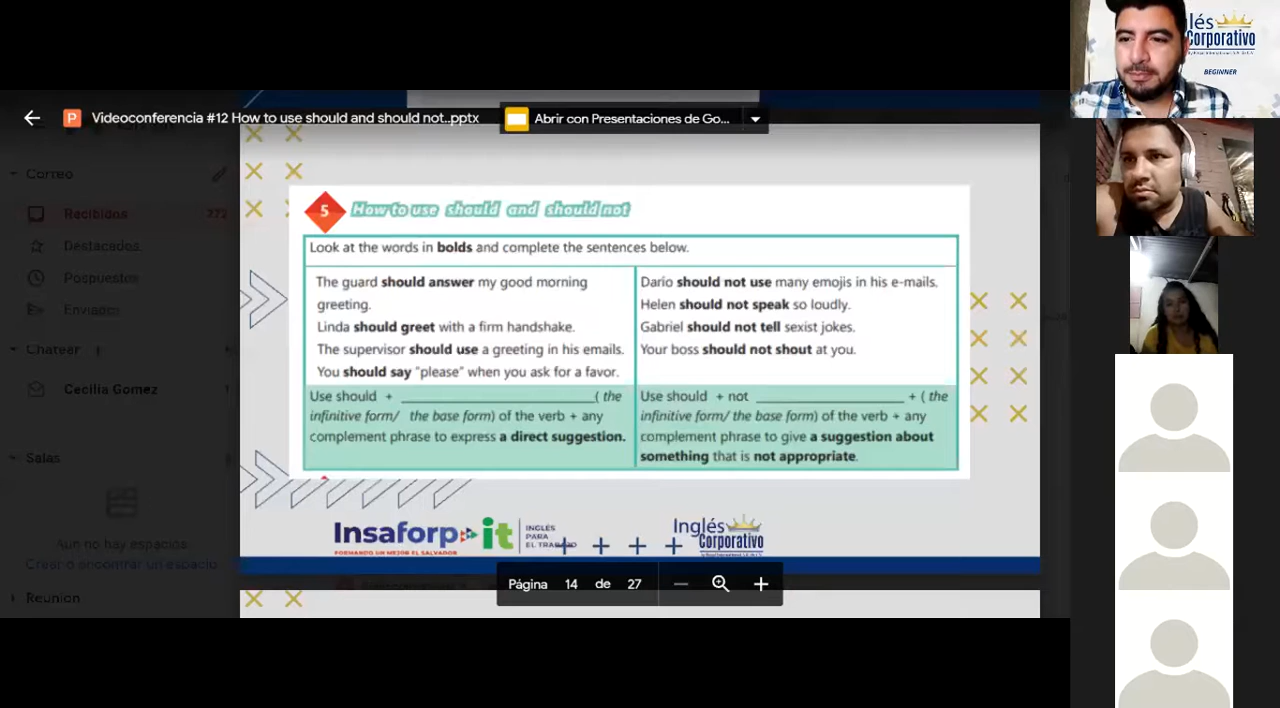 lés
Corporativo
BEGINNER
Videoconferencia #12 How to use should and should not..pptx
Abrir con Presentaciones de Go...
Correo
Recibidos 272
Destacados
Pospuestos
Enviados
Chatear
Cecilia Gomez 1
Salas
Aún no hay espacios.
Crear o encontrar un espacio
Reunión
5 How to use should and should not
Look at the words in bolds and complete the sentences below.
The guard should answer my good morning
greeting.
Linda should greet with a firm handshake.
The supervisor should use a greeting in his emails.
You should say "please" when you ask for a favor.
Dario should not use many emojis in his e-mails.
Helen should not speak so loudly.
Gabriel should not tell sexist jokes.
Your boss should not shout at you.
Use should + ____________________ ( the
infinitive form/ the base form) of the verb + any
complement phrase to express a direct suggestion.
Use should + not ____________________ + ( the
infinitive form/ the base form) of the verb + any
complement phrase to give a suggestion about
something that is not appropriate.
Insaforp it
FORMANDO UN MEJOR EL SALVADOR
INGLÉS
PARA
EL TRABAJO
Inglés
Corporativo
Página 14 de 27